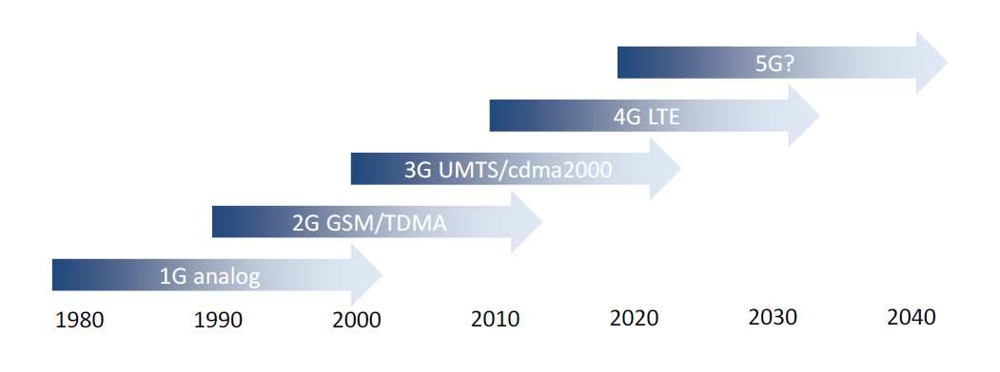 5G?
4G LTE
3G UMTS/cdma2000
2G GSM/TDMA
1G analog
1980 1990 2000 2010 2020 2030 2040